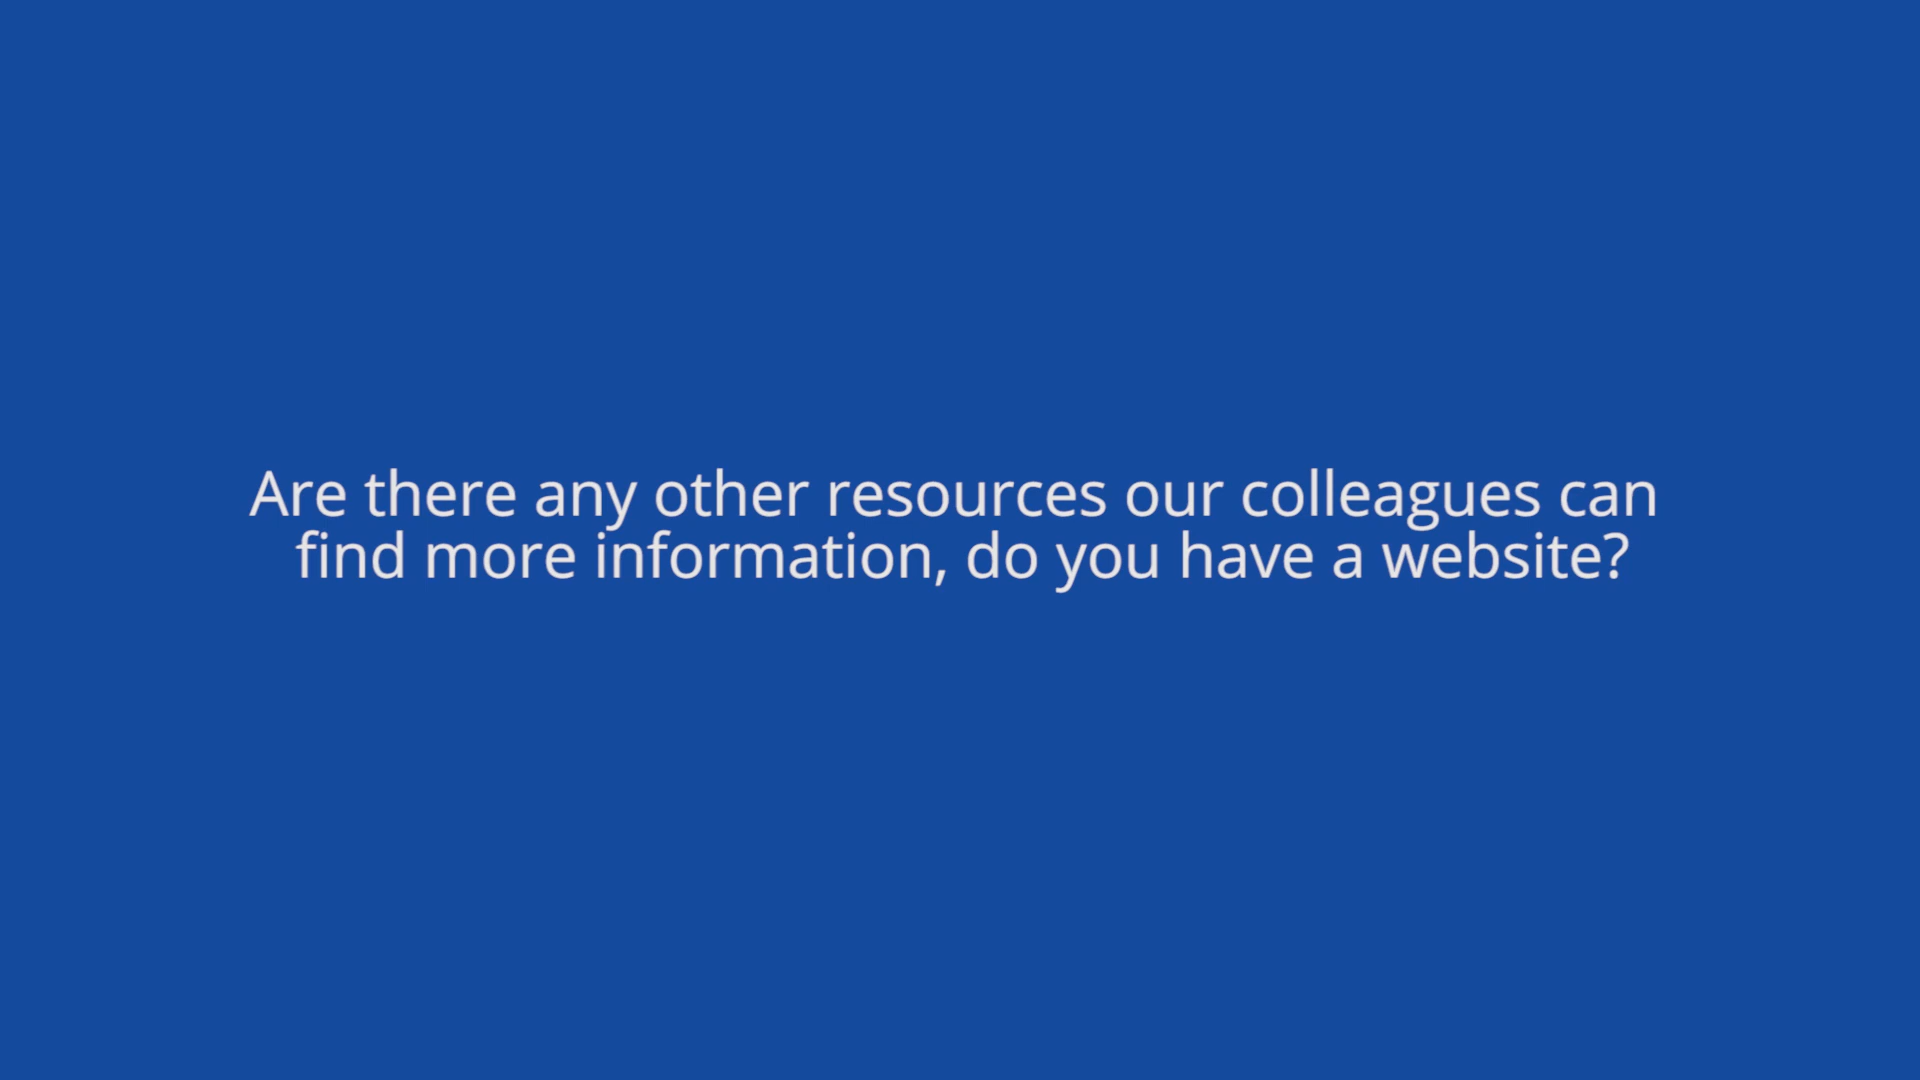 Are there any other resources our colleagues can
find more information, do you have a website?